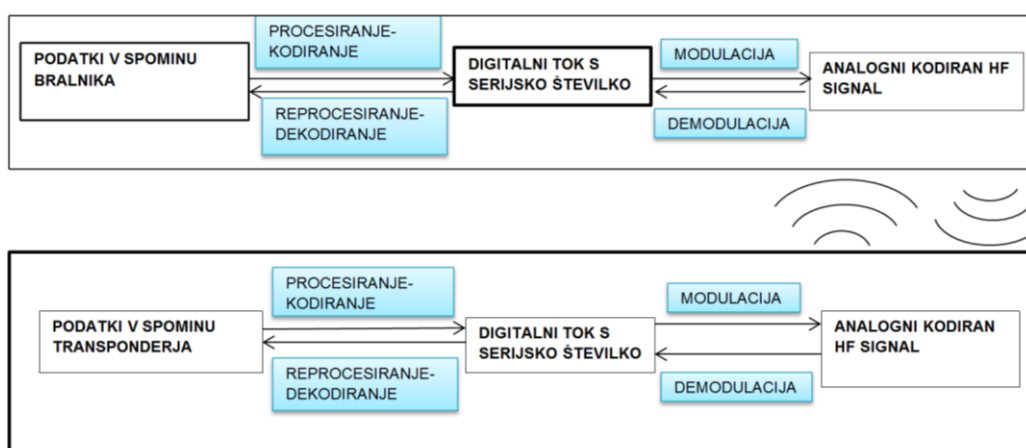 PROCESIRANJE-
KODIRANJE
PODATKI V SPOMINU
BRALNIKA
DIGITALNI TOK S
SERIJSKO ŠTEVILKO
MODULACIJA
ANALOGNI KODIRAN HF
SIGNAL
REPROCESIRANJE-
DEKODIRANJE
DEMODULACIJA
PROCESIRANJE-
KODIRANJE
PODATKI V SPOMINU
TRANSPONDERJA
DIGITALNI TOK S
SERIJSKO ŠTEVILKO
MODULACIJA
ANALOGNI KODIRAN
HF SIGNAL
REPROCESIRANJE-
DEKODIRANJE
DEMODULACIJA